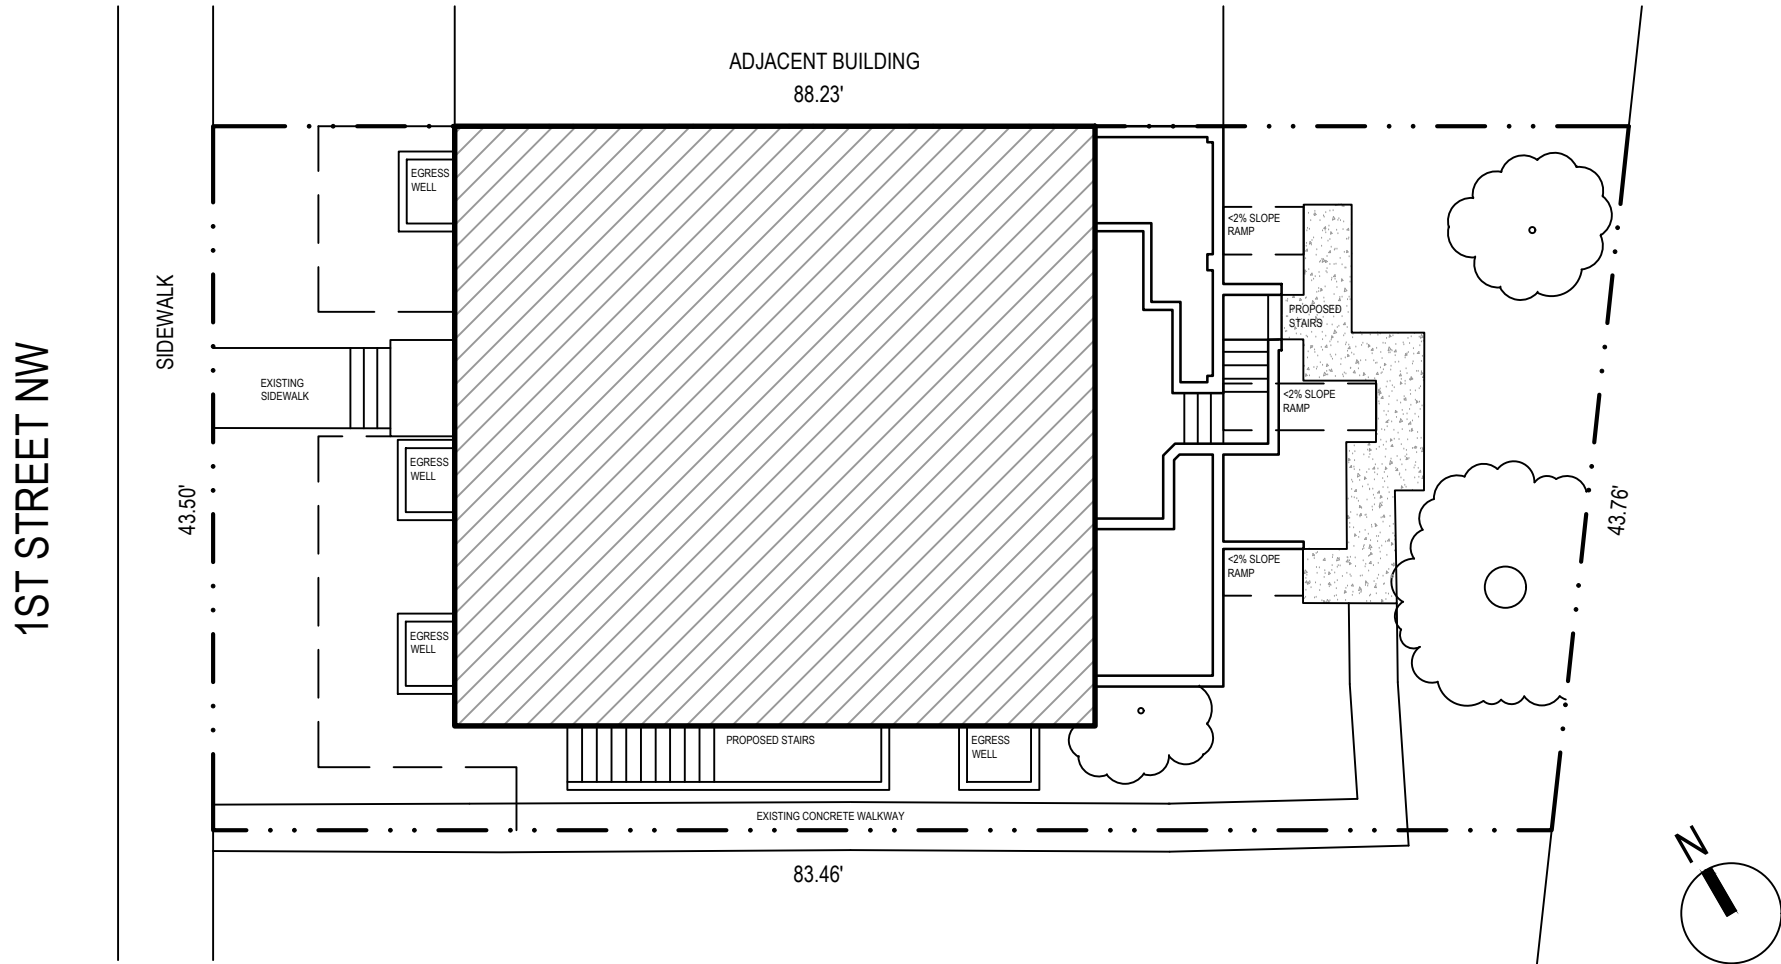 ADJACENT BUILDING
88.23'
EGRESS
WELL
<2% SLOPE
RAMP
SIDEWALK
PROPOSED
STAIRS
1ST STREET NW
EXISTING
SIDEWALK
<2% SLOPE
RAMP
EGRESS
WELL
43.50'
43.76'
<2% SLOPE
RAMP
EGRESS
WELL
PROPOSED STAIRS
EGRESS
WELL
EXISTING CONCRETE WALKWAY
83.46'
N